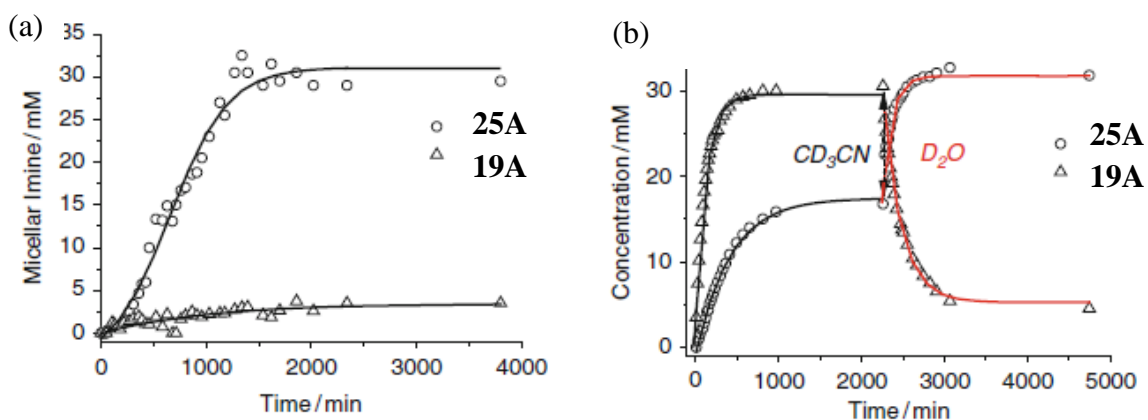 (a)
Micellar Imine / mM
35
30
25
20
15
10
5
0
0 1000 2000 3000 4000
Time / min
25A
19A
(b)
Concentration / mM
30
20
10
0
0 1000 2000 3000 4000 5000
Time / min
CD₃CN
D₂O
25A
19A